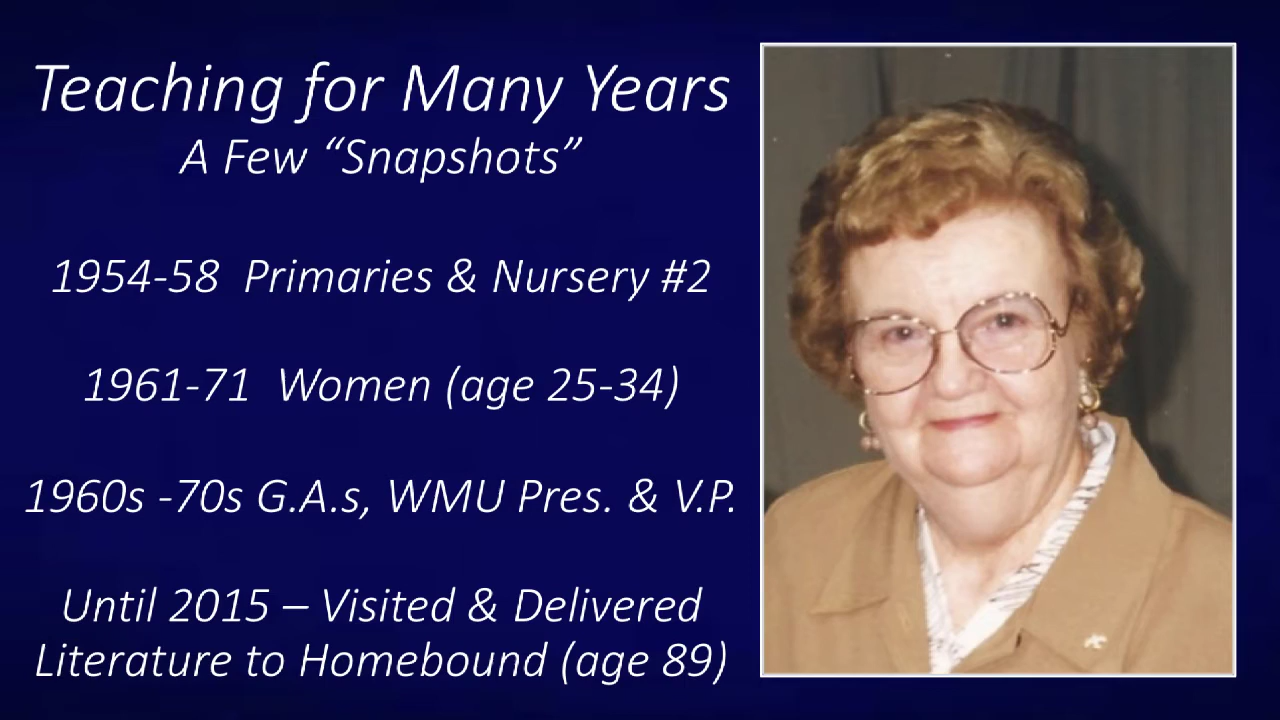 Teaching for Many Years
A Few “Snapshots”
1954-58 Primaries & Nursery #2
1961-71 Women (age 25-34)
1960s -70s G.A.s, WMU Pres. & V.P.
Until 2015 – Visited & Delivered
Literature to Homebound (age 89)